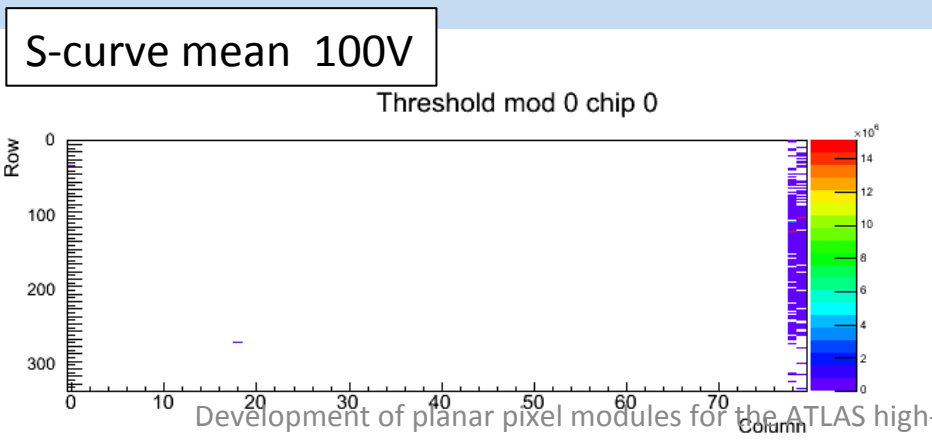 S-curve mean 100V
Threshold mod 0 chip 0
Row
0
100
200
300
0 10 20 30 40 50 60 70
Column
×10⁶
14
12
10
8
6
4
2
0
Development of planar pixel modules for the ATLAS high-